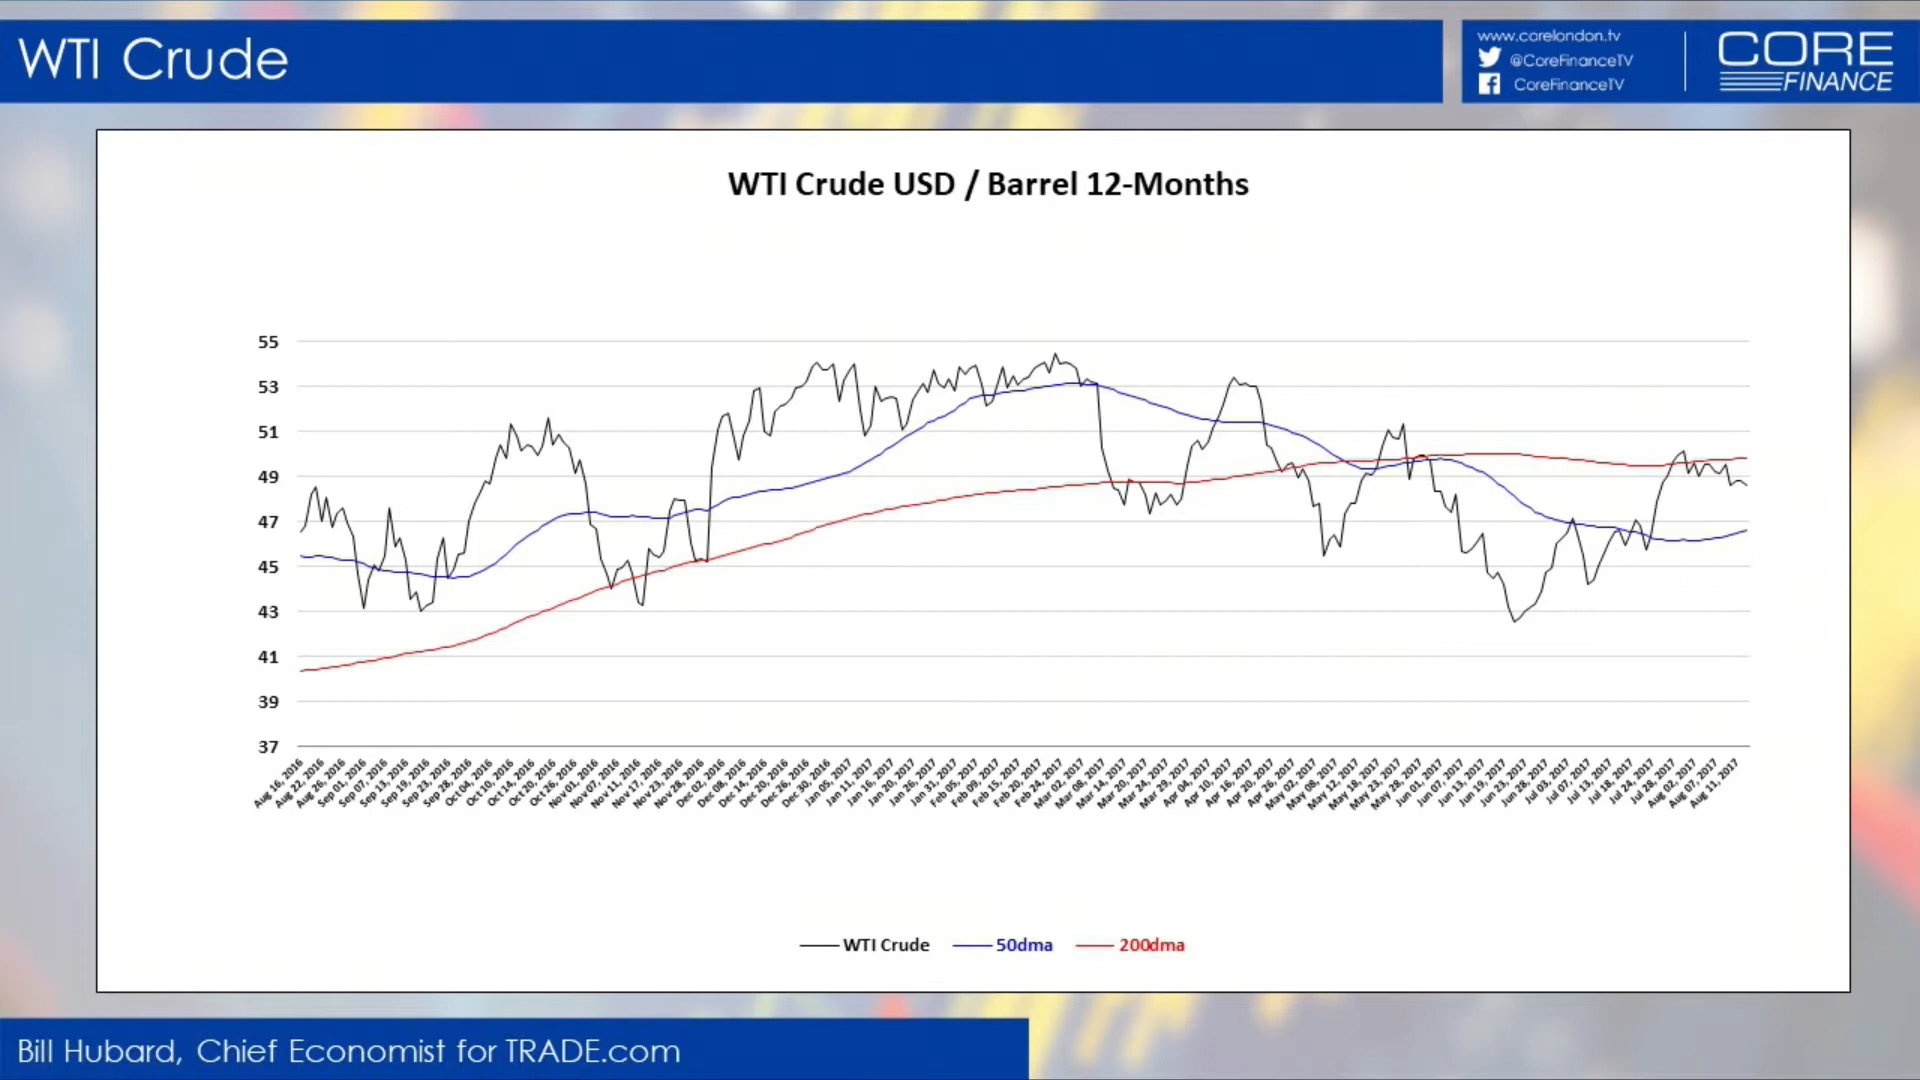 WTI Crude
www.corelondon.tv
@CoreFinanceTV
CoreFinanceTV
CORE
FINANCE
WTI Crude USD / Barrel 12-Months
55
53
51
49
47
45
43
41
39
37
Aug 16, 2016
Aug 22, 2016
Aug 26, 2016
Sep 01, 2016
Sep 07, 2016
Sep 13, 2016
Sep 19, 2016
Sep 23, 2016
Sep 28, 2016
Oct 04, 2016
Oct 10, 2016
Oct 14, 2016
Oct 20, 2016
Oct 26, 2016
Nov 01, 2016
Nov 07, 2016
Nov 11, 2016
Nov 17, 2016
Nov 23, 2016
Nov 28, 2016
Dec 02, 2016
Dec 08, 2016
Dec 14, 2016
Dec 20, 2016
Dec 26, 2016
Dec 30, 2016
Jan 05, 2017
Jan 11, 2017
Jan 16, 2017
Jan 20, 2017
Jan 26, 2017
Jan 31, 2017
Feb 05, 2017
Feb 09, 2017
Feb 15, 2017
Feb 20, 2017
Feb 24, 2017
Mar 02, 2017
Mar 08, 2017
Mar 14, 2017
Mar 20, 2017
Mar 24, 2017
Mar 29, 2017
Apr 04, 2017
Apr 10, 2017
Apr 16, 2017
Apr 20, 2017
Apr 26, 2017
May 02, 2017
May 08, 2017
May 12, 2017
May 18, 2017
May 23, 2017
May 28, 2017
Jun 01, 2017
Jun 07, 2017
Jun 13, 2017
Jun 19, 2017
Jun 23, 2017
Jun 28, 2017
Jul 03, 2017
Jul 07, 2017
Jul 13, 2017
Jul 18, 2017
Jul 24, 2017
Jul 28, 2017
Aug 02, 2017
Aug 07, 2017
Aug 11, 2017
WTI Crude 50dma 200dma
Bill Hubard, Chief Economist for TRADE.com